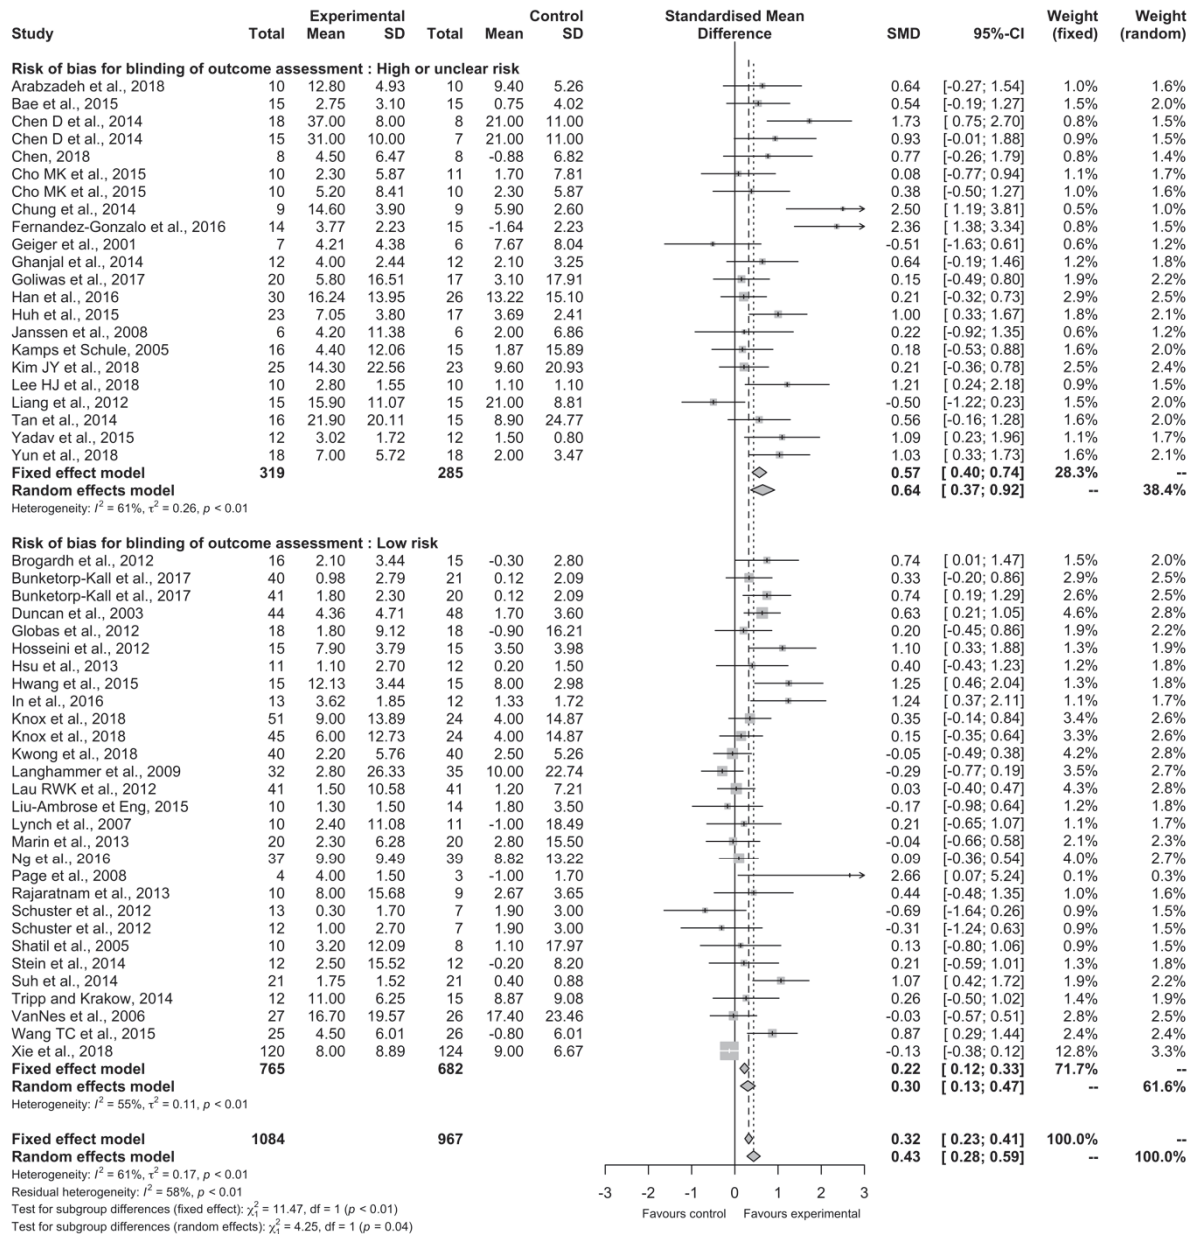 Experimental Control Standardised Mean Weight Weight
Study Total Mean SD Total Mean SD Difference SMD 95%-CI (fixed) (random)
Risk of bias for blinding of outcome assessment : High or unclear risk
Arabzadeh et al., 2018 10 12.80 4.93 10 9.40 5.26 0.64 [-0.27; 1.54] 1.0% 1.6%
Bae et al., 2015 15 2.75 3.10 15 0.75 4.02 0.54 [-0.19; 1.27] 1.5% 2.0%
Chen D et al., 2014 18 37.00 8.00 8 21.00 11.00 1.73 [ 0.75; 2.70] 0.8% 1.5%
Chen D et al., 2014 15 31.00 10.00 7 21.00 11.00 0.93 [-0.01; 1.88] 0.9% 1.5%
Chen, 2018 8 4.50 6.47 8 -0.88 6.82 0.77 [-0.26; 1.79] 0.8% 1.4%
Cho MK et al., 2015 10 2.30 5.87 11 1.70 7.81 0.08 [-0.77; 0.94] 1.1% 1.7%
Cho MK et al., 2015 10 5.20 8.41 10 2.30 5.87 0.38 [-0.50; 1.27] 1.0% 1.6%
Chung et al., 2014 9 14.60 3.90 9 5.90 2.60 2.50 [ 1.19; 3.81] 0.5% 1.0%
Fernandez-Gonzalo et al., 2016 14 3.77 2.23 15 -1.64 2.23 2.36 [ 1.38; 3.34] 0.8% 1.5%
Geiger et al., 2001 7 4.21 4.38 6 7.67 8.04 -0.51 [-1.63; 0.61] 0.6% 1.2%
Ghanjal et al., 2014 12 4.00 2.44 12 2.10 3.25 0.64 [-0.19; 1.46] 1.2% 1.8%
Goliwas et al., 2017 20 5.80 16.51 17 3.10 17.91 0.15 [-0.49; 0.80] 1.9% 2.2%
Han et al., 2016 30 16.24 13.95 26 13.22 15.10 0.21 [-0.32; 0.73] 2.9% 2.5%
Huh et al., 2015 23 7.05 3.80 17 3.69 2.41 1.00 [ 0.33; 1.67] 1.8% 2.1%
Janssen et al., 2008 6 4.20 11.38 6 2.00 6.86 0.22 [-0.92; 1.35] 0.6% 1.2%
Kamps et Schule, 2005 16 4.40 12.06 15 1.87 15.89 0.18 [-0.53; 0.88] 1.6% 2.0%
Kim JY et al., 2018 25 14.30 22.56 23 9.60 20.93 0.21 [-0.36; 0.78] 2.5% 2.4%
Lee HJ et al., 2018 10 2.80 1.55 10 1.10 1.10 1.21 [ 0.24; 2.18] 0.9% 1.5%
Liang et al., 2012 15 15.90 11.07 15 21.00 8.81 -0.50 [-1.22; 0.23] 1.5% 2.0%
Tan et al., 2014 16 21.90 20.11 15 8.90 24.77 0.56 [-0.16; 1.28] 1.5% 2.0%
Yadav et al., 2015 12 3.02 1.72 12 1.50 0.80 1.09 [ 0.23; 1.96] 1.1% 1.7%
Yun et al., 2018 18 7.00 5.72 18 2.00 3.47 1.03 [ 0.33; 1.73] 1.6% 2.1%
Fixed effect model 319 285 0.57 [ 0.40; 0.74] 28.3% --
Random effects model 0.64 [ 0.37; 0.92] -- 38.4%
Heterogeneity: I² = 61%, τ² = 0.26, p < 0.01
Risk of bias for blinding of outcome assessment : Low risk
Brogardh et al., 2012 16 2.10 3.44 15 -0.30 2.80 0.74 [ 0.01; 1.47] 1.5% 2.0%
Bunketorp-Kall et al., 2017 40 0.98 2.79 21 0.12 2.09 0.33 [-0.20; 0.86] 2.9% 2.5%
Bunketorp-Kall et al., 2017 41 1.80 2.30 20 0.12 2.09 0.74 [ 0.19; 1.29] 2.6% 2.5%
Duncan et al., 2003 44 4.36 4.71 48 1.70 3.60 0.63 [ 0.21; 1.05] 4.6% 2.8%
Globas et al., 2012 18 1.80 9.12 18 -0.90 16.21 0.20 [-0.45; 0.86] 1.9% 2.2%
Hosseini et al., 2012 15 7.90 3.79 15 3.50 3.98 1.10 [ 0.33; 1.88] 1.3% 1.9%
Hsu et al., 2013 11 1.10 2.70 12 0.20 1.50 0.40 [-0.43; 1.23] 1.2% 1.8%
Hwang et al., 2015 15 12.13 3.44 15 8.00 2.98 1.25 [ 0.46; 2.04] 1.3% 1.8%
In et al., 2016 13 3.62 1.85 12 1.33 1.72 1.24 [ 0.37; 2.11] 1.1% 1.7%
Knox et al., 2018 51 9.00 13.89 24 4.00 14.87 0.35 [-0.14; 0.84] 3.4% 2.6%
Knox et al., 2018 45 6.00 12.73 24 4.00 14.87 0.15 [-0.35; 0.64] 3.3% 2.6%
Kwong et al., 2018 40 2.20 5.76 40 2.50 5.26 -0.05 [-0.49; 0.38] 4.2% 2.8%
Langhammer et al., 2009 32 2.80 26.33 35 10.00 22.74 -0.29 [-0.77; 0.19] 3.5% 2.7%
Lau RWK et al., 2012 41 1.50 10.58 41 1.20 7.21 0.03 [-0.40; 0.47] 4.3% 2.8%
Liu-Ambrose et Eng, 2015 10 1.30 1.50 14 1.80 3.50 -0.17 [-0.98; 0.64] 1.2% 1.8%
Lynch et al., 2007 10 2.40 11.08 11 -1.00 18.49 0.21 [-0.65; 1.07] 1.1% 1.7%
Marin et al., 2013 20 2.30 6.28 20 2.80 15.50 -0.04 [-0.66; 0.58] 2.1% 2.3%
Ng et al., 2016 37 9.90 9.49 39 8.82 13.22 0.09 [-0.36; 0.54] 4.0% 2.7%
Page et al., 2008 4 4.00 1.50 3 -1.00 1.70 2.66 [ 0.07; 5.24] 0.1% 0.3%
Rajaratnam et al., 2013 10 8.00 15.68 9 2.67 3.65 0.44 [-0.48; 1.35] 1.0% 1.6%
Schuster et al., 2012 13 0.30 1.70 7 1.90 3.00 -0.69 [-1.64; 0.26] 0.9% 1.5%
Schuster et al., 2012 12 1.00 2.70 7 1.90 3.00 -0.31 [-1.24; 0.63] 0.9% 1.5%
Shatil et al., 2005 10 3.20 12.09 8 1.10 17.97 0.13 [-0.80; 1.06] 0.9% 1.5%
Stein et al., 2014 12 2.50 15.52 12 -0.20 8.20 0.21 [-0.59; 1.01] 1.3% 1.8%
Suh et al., 2014 21 1.75 1.52 21 0.40 0.88 1.07 [ 0.42; 1.72] 1.9% 2.2%
Tripp and Krakow, 2014 12 11.00 6.25 15 8.87 9.08 0.26 [-0.50; 1.02] 1.4% 1.9%
VanNes et al., 2006 27 16.70 19.57 26 17.40 23.46 -0.03 [-0.57; 0.51] 2.8% 2.5%
Wang TC et al., 2015 25 4.50 6.01 26 -0.80 6.01 0.87 [ 0.29; 1.44] 2.4% 2.4%
Xie et al., 2018 120 8.00 8.89 124 9.00 6.67 -0.13 [-0.38; 0.12] 12.8% 3.3%
Fixed effect model 765 682 0.22 [ 0.12; 0.33] 71.7% --
Random effects model 0.30 [ 0.13; 0.47] -- 61.6%
Heterogeneity: I² = 55%, τ² = 0.11, p < 0.01
Fixed effect model 1084 967 0.32 [ 0.23; 0.41] 100.0% --
Random effects model 0.43 [ 0.28; 0.59] -- 100.0%
Heterogeneity: I² = 61%, τ² = 0.17, p < 0.01
Residual heterogeneity: I² = 58%, p < 0.01
-3 -2 -1 0 1 2 3
Test for subgroup differences (fixed effect): χ²₁ = 11.47, df = 1 (p < 0.01)
Favours control Favours experimental
Test for subgroup differences (random effects): χ²₁ = 4.25, df = 1 (p = 0.04)